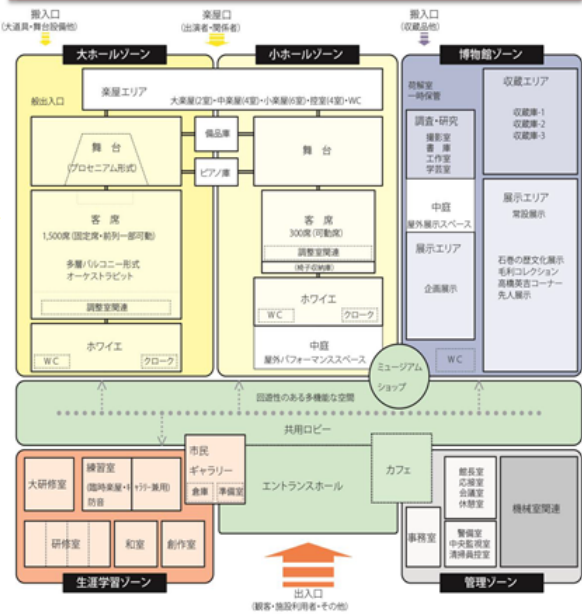 搬入口
(大道具・舞台設備他)
楽屋口
(出演者・関係者)
搬入口
(収蔵品他)
大ホールゾーン
小ホールゾーン
博物館ゾーン
楽屋エリア
大楽屋(2室)・中楽屋(4室)・小楽屋(6室)・控室(4室)・WC
般出入口
舞台
(プロセニアム形式)
備品庫
ピアノ庫
舞台
客席
1,500席(固定席・前列一部可動)
多層バルコニー形式
オーケストラピット
調整室関連
客席
300席(可動席)
調整室関連
(椅子収納庫)
ホワイエ
WC
クローク
ホワイエ
WC
クローク
中庭
屋外パフォーマンススペース
荷解室
一時保管
調査・研究
撮影室
書庫
工作室
学芸室
収蔵エリア
収蔵庫-1
収蔵庫-2
収蔵庫-3
中庭
屋外展示スペース
展示エリア
企画展示
展示エリア
常設展示
石巻の歴史文化展示
毛利コレクション
高橋英吉コーナー
先人展示
WC
ミュージアム
ショップ
回遊性のある多機能な空間
共用ロビー
大研修室
練習室
(臨時楽屋・ギャラリー兼用)
防音
市民
ギャラリー
倉庫
準備室
研修室
和室
創作室
生涯学習ゾーン
エントランスホール
カフェ
出入口
(観客・施設利用者・その他)
事務室
館長室
応接室
会議室
休憩室
警備室
中央監視室
清掃員控室
機械室関連
管理ゾーン